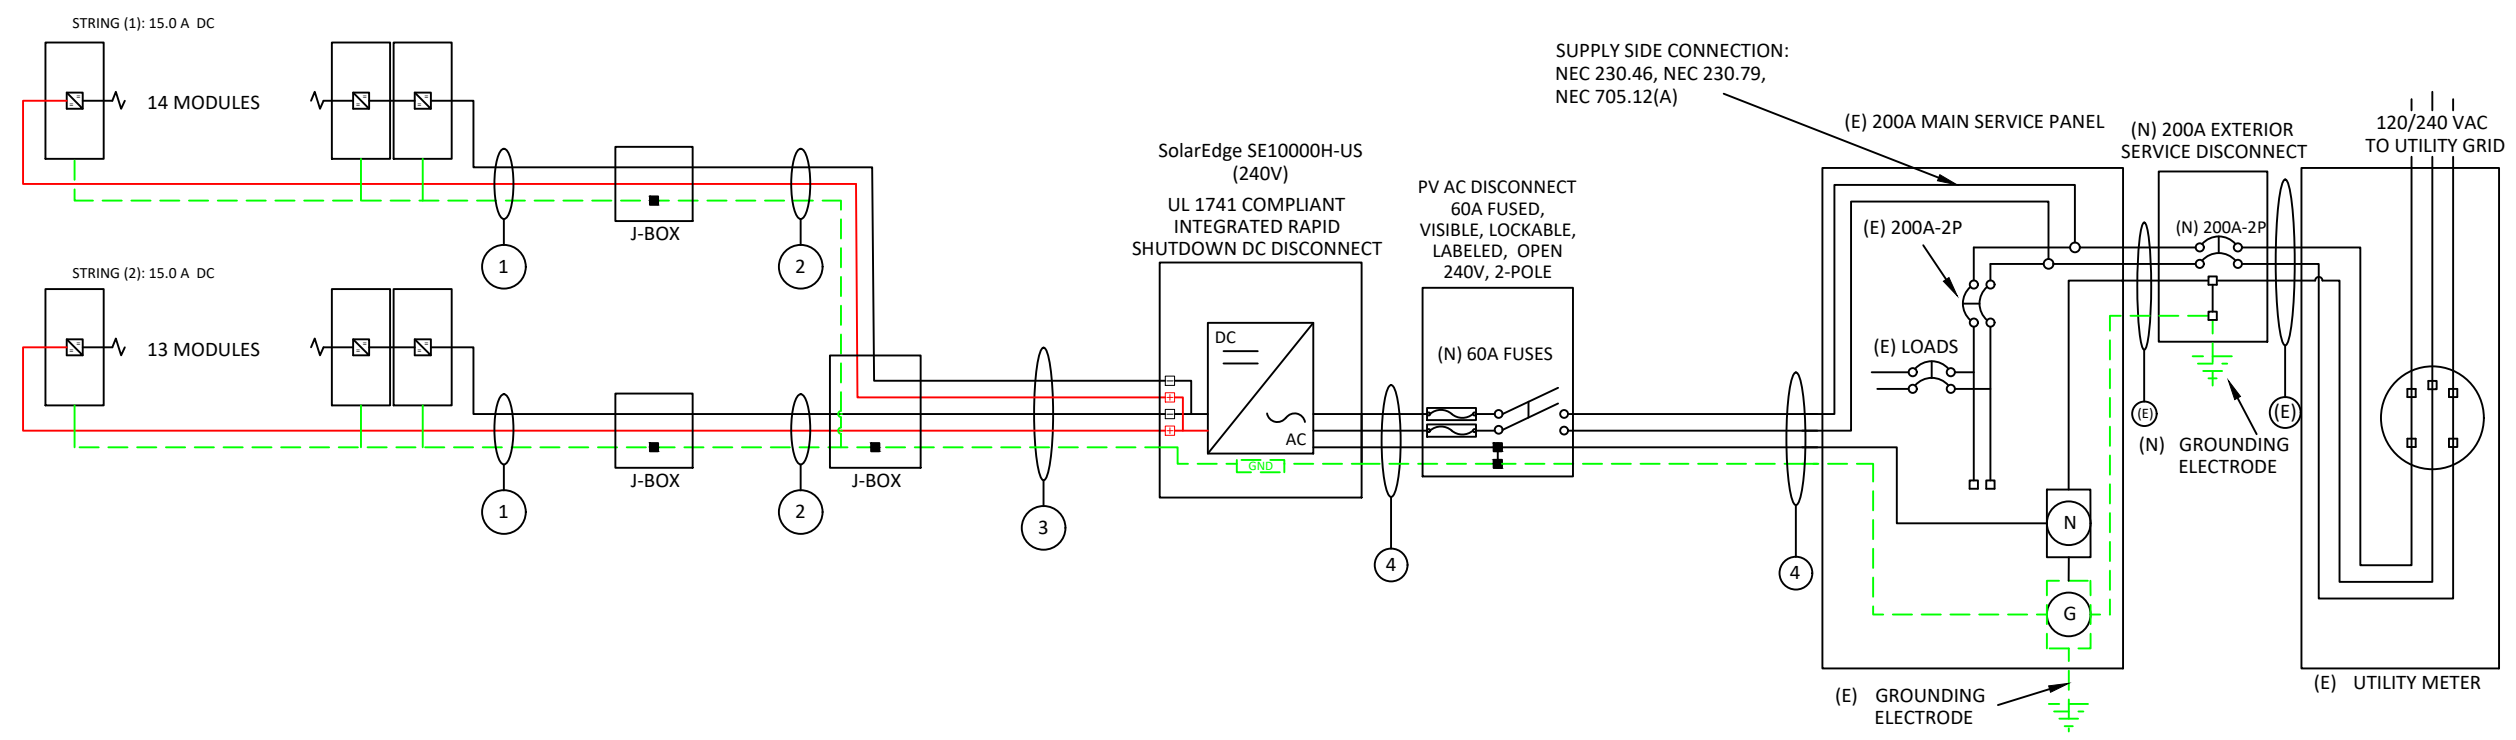 STRING (1): 15.0 A  DC
14 MODULES
J-BOX
1
2
STRING (2): 15.0 A  DC
13 MODULES
J-BOX
J-BOX
1
2
3
SolarEdge SE10000H-US
(240V)
UL 1741 COMPLIANT
INTEGRATED RAPID
SHUTDOWN DC DISCONNECT
DC
AC
GND
PV AC DISCONNECT
60A FUSED,
VISIBLE, LOCKABLE,
LABELED,  OPEN
240V, 2-POLE
(N) 60A FUSES
4
4
SUPPLY SIDE CONNECTION:
NEC 230.46, NEC 230.79,
NEC 705.12(A)
(E) 200A MAIN SERVICE PANEL
(E) 200A-2P
(E) LOADS
N
G
(E)   GROUNDING
ELECTRODE
(N) 200A EXTERIOR
SERVICE DISCONNECT
(N) 200A-2P
(E)
(E)
(N)   GROUNDING
ELECTRODE
120/240 VAC
TO UTILITY GRID
(E)   UTILITY METER